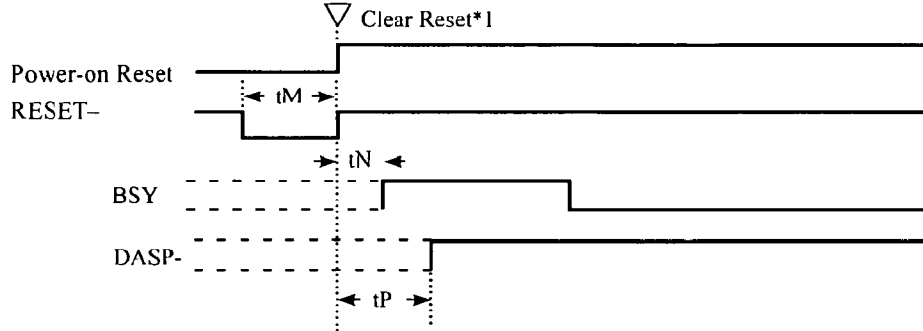 Clear Reset*1
Power-on Reset
tM
RESET–
tN
BSY
DASP-
tP